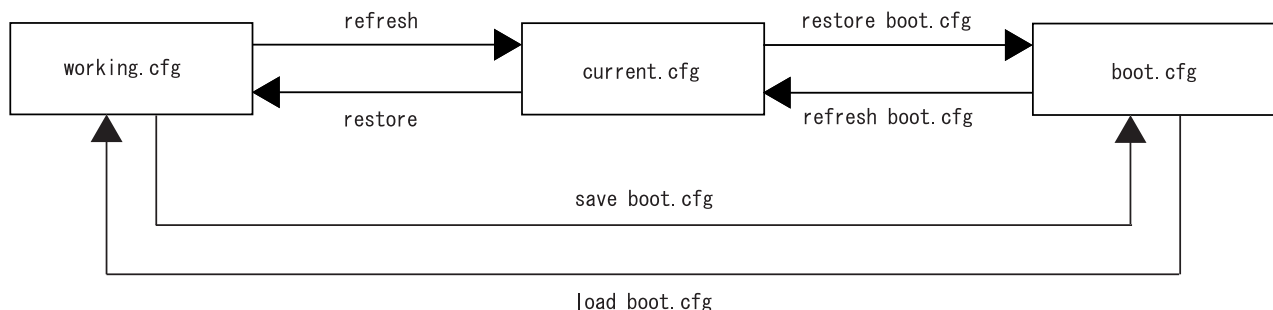 refresh
restore boot.cfg
working.cfg
current.cfg
boot.cfg
restore
refresh boot.cfg
save boot.cfg
load boot.cfg